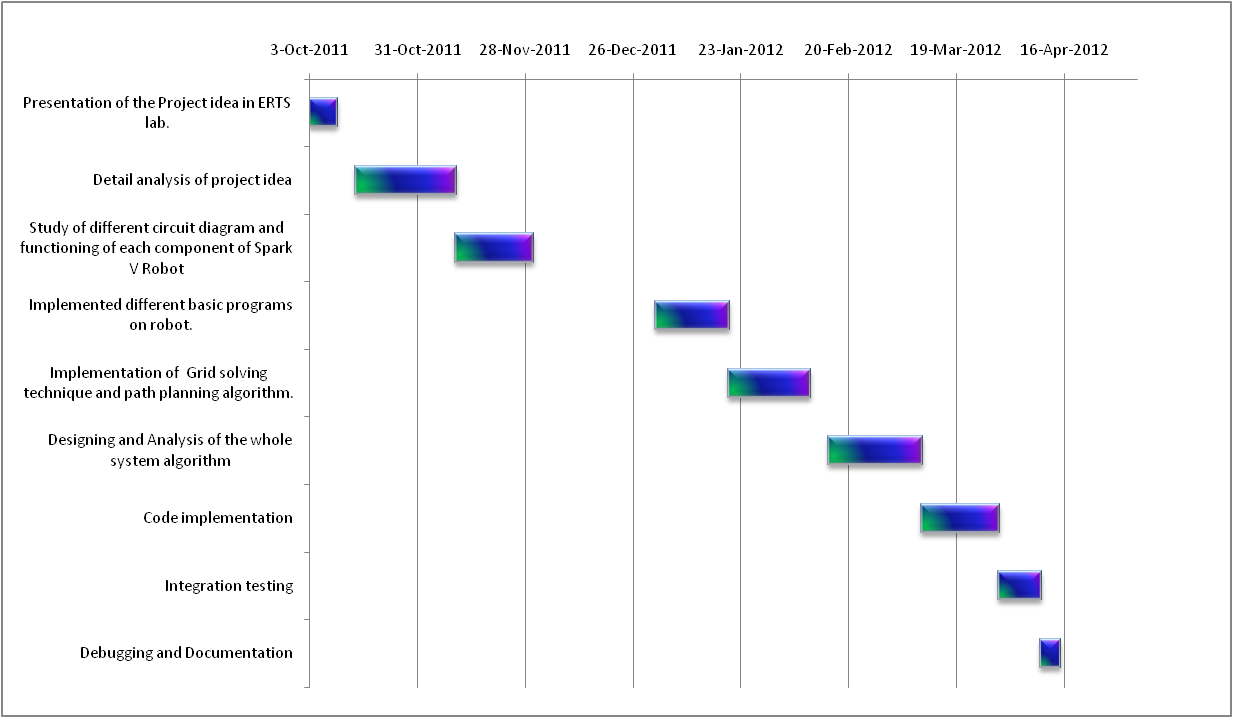 3-Oct-2011 31-Oct-2011 28-Nov-2011 26-Dec-2011 23-Jan-2012 20-Feb-2012 19-Mar-2012 16-Apr-2012
Presentation of the Project idea in ERTS
lab.
Detail analysis of project idea
Study of different circuit diagram and
functioning of each component of Spark
V Robot
Implemented different basic programs
on robot.
Implementation of Grid solving
technique and path planning algorithm.
Designing and Analysis of the whole
system algorithm
Code implementation
Integration testing
Debugging and Documentation